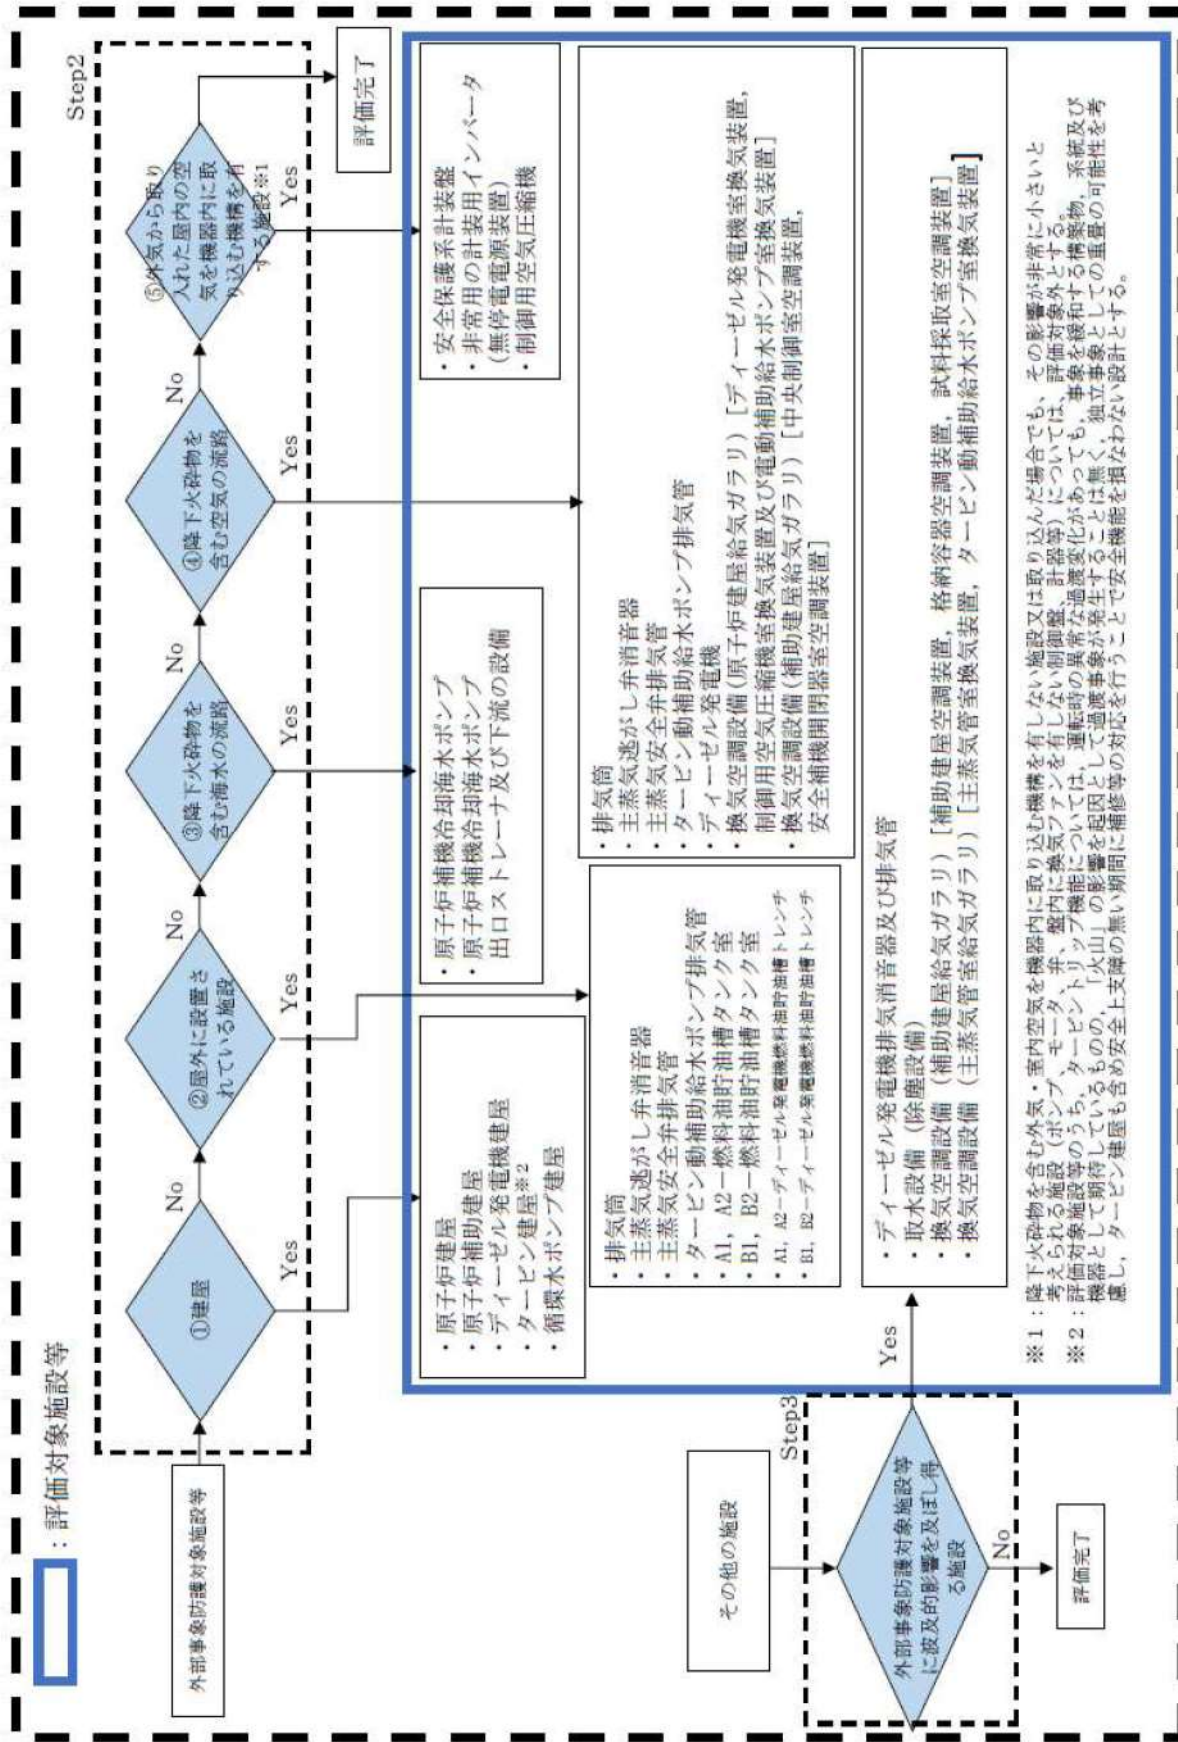 ：評価対象施設等
Step2
外部事象防護対象施設等
①建屋
No
Yes
②屋外に設置さ
れている施設
No
Yes
③降下火砕物を
含む海水の流路
No
Yes
④降下火砕物を
含む空気の流路
No
Yes
⑤外気から取り
入れた屋内の空
気を機器内に取
り込む機構を有
する施設※1
Yes
評価完了
・原子炉建屋
・原子炉補助建屋
・ディーゼル発電機建屋
・タービン建屋※2
・循環水ポンプ建屋
・原子炉補機冷却海水ポンプ
・原子炉補機冷却海水ポンプ
出口ストレーナ及び下流の設備
・安全保護系計装盤
・非常用の計装用インバータ
(無停電電源装置)
・制御用空気圧縮機
・排気筒
・主蒸気逃がし弁消音器
・主蒸気安全弁排気管
・タービン動補助給水ポンプ排気管
・A1，A2－燃料油貯油槽タンク室
・B1，B2－燃料油貯油槽タンク室
・A1，A2－ディーゼル発電機燃料油貯油槽トレンチ
・B1，B2－ディーゼル発電機燃料油貯油槽トレンチ
・排気筒
・主蒸気逃がし弁消音器
・主蒸気安全弁排気管
・タービン動補助給水ポンプ排気管
・ディーゼル発電機
・換気空調設備(原子炉建屋給気ガラリ)［ディーゼル発電機室換気装置，
制御用空気圧縮機室換気装置及び電動補助給水ポンプ室換気装置］
・換気空調設備(補助建屋給気ガラリ)［中央制御室空調装置，
安全補機開閉器室空調装置］
その他の施設
Step3
外部事象防護対象施設等
に波及的影響を及ぼし得
る施設
Yes
No
評価完了
・ディーゼル発電機排気消音器及び排気管
・取水設備（除塵設備）
・換気空調設備（補助建屋給気ガラリ）［補助建屋空調装置，格納容器空調装置，試料採取室空調装置］
・換気空調設備（主蒸気管室給気ガラリ）［主蒸気管室換気装置，タービン動補助給水ポンプ室換気装置］
※1：降下火砕物を含む外気・室内空気を機器内に取り込む機構を有しない施設又は取り込んだ場合でも、その影響が非常に小さいと
考えられる施設（ポンプ、モータ、弁、盤内に換気ファンを有しない制御盤、計器等）については、評価対象外とする。
※2：評価対象施設等のうち、タービントリップ機能については、運転時の異常な過渡変化があっても、事象を緩和する構築物、系統及び
機器として期待しているものの、「火山」の影響を起因として過渡事象が発生することは無く、独立事象としての重畳の可能性を考
慮し、タービン建屋も含め安全上支障の無い期間に補修等の対応を行うことで安全機能を損なわない設計とする。